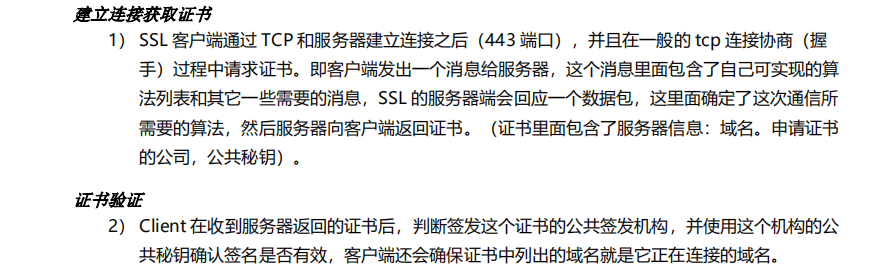 建立连接获取证书
1) SSL 客户端通过 TCP 和服务器建立连接之后（443 端口），并且在一般的 tcp 连接协商（握
手）过程中请求证书。即客户端发出一个消息给服务器，这个消息里面包含了自己可实现的算
法列表和其它一些需要的消息，SSL 的服务器端会回应一个数据包，这里面确定了这次通信所
需要的算法，然后服务器向客户端返回证书。（证书里面包含了服务器信息：域名。申请证书
的公司，公共秘钥）。
证书验证
2) Client 在收到服务器返回的证书后，判断签发这个证书的公共签发机构，并使用这个机构的公
共秘钥确认签名是否有效，客户端还会确保证书中列出的域名就是它正在连接的域名。